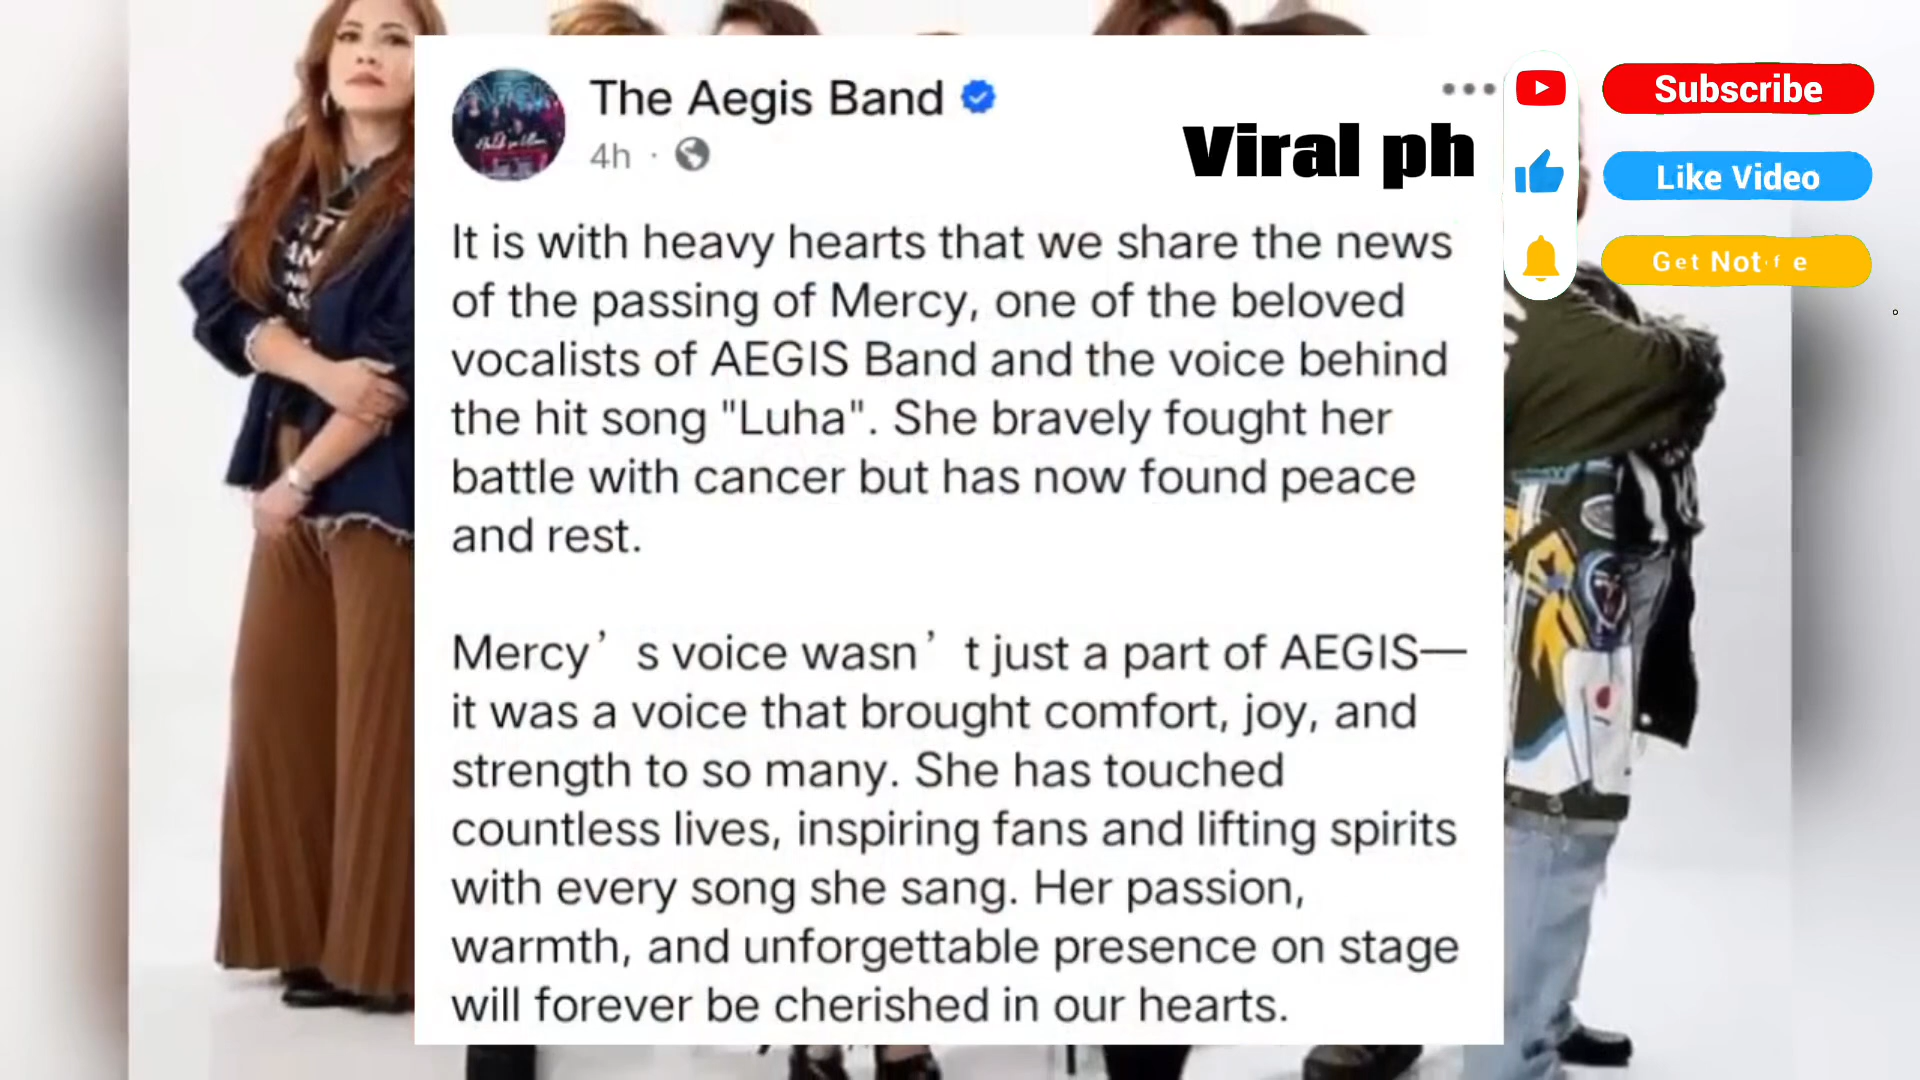 The Aegis Band
4h ·
Viral ph
Subscribe
Like Video
Get Not
It is with heavy hearts that we share the news
of the passing of Mercy, one of the beloved
vocalists of AEGIS Band and the voice behind
the hit song "Luha". She bravely fought her
battle with cancer but has now found peace
and rest.
Mercy’ s voice wasn’ t just a part of AEGIS—
it was a voice that brought comfort, joy, and
strength to so many. She has touched
countless lives, inspiring fans and lifting spirits
with every song she sang. Her passion,
warmth, and unforgettable presence on stage
will forever be cherished in our hearts.